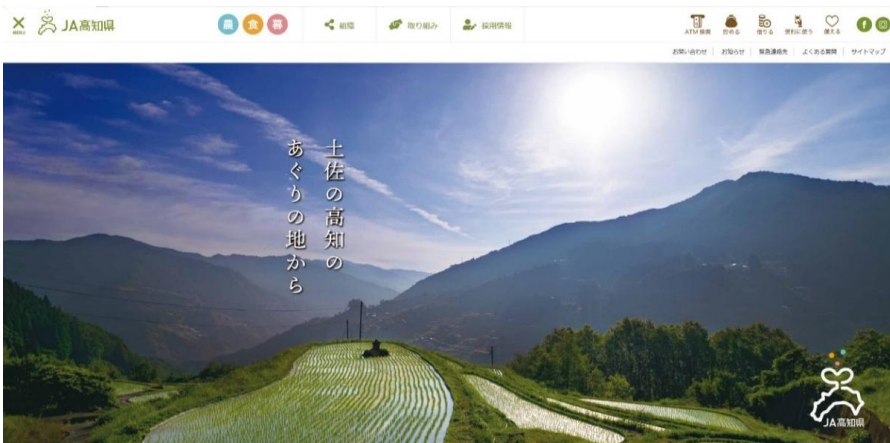 MENU
JA高知県
農 食 暮
組織
取り組み
採用情報
ATM検索
貯める
借りる
便利に使う
備える
お問い合わせ
お知らせ
緊急連絡先
よくある質問
サイトマップ
土佐の高知の
あぐりの地から
JA高知県